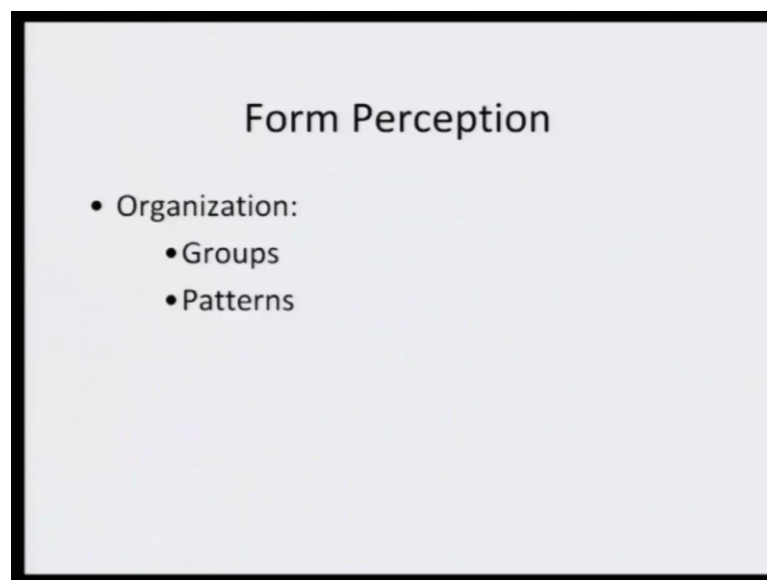 Form Perception
• Organization:
•Groups
•Patterns